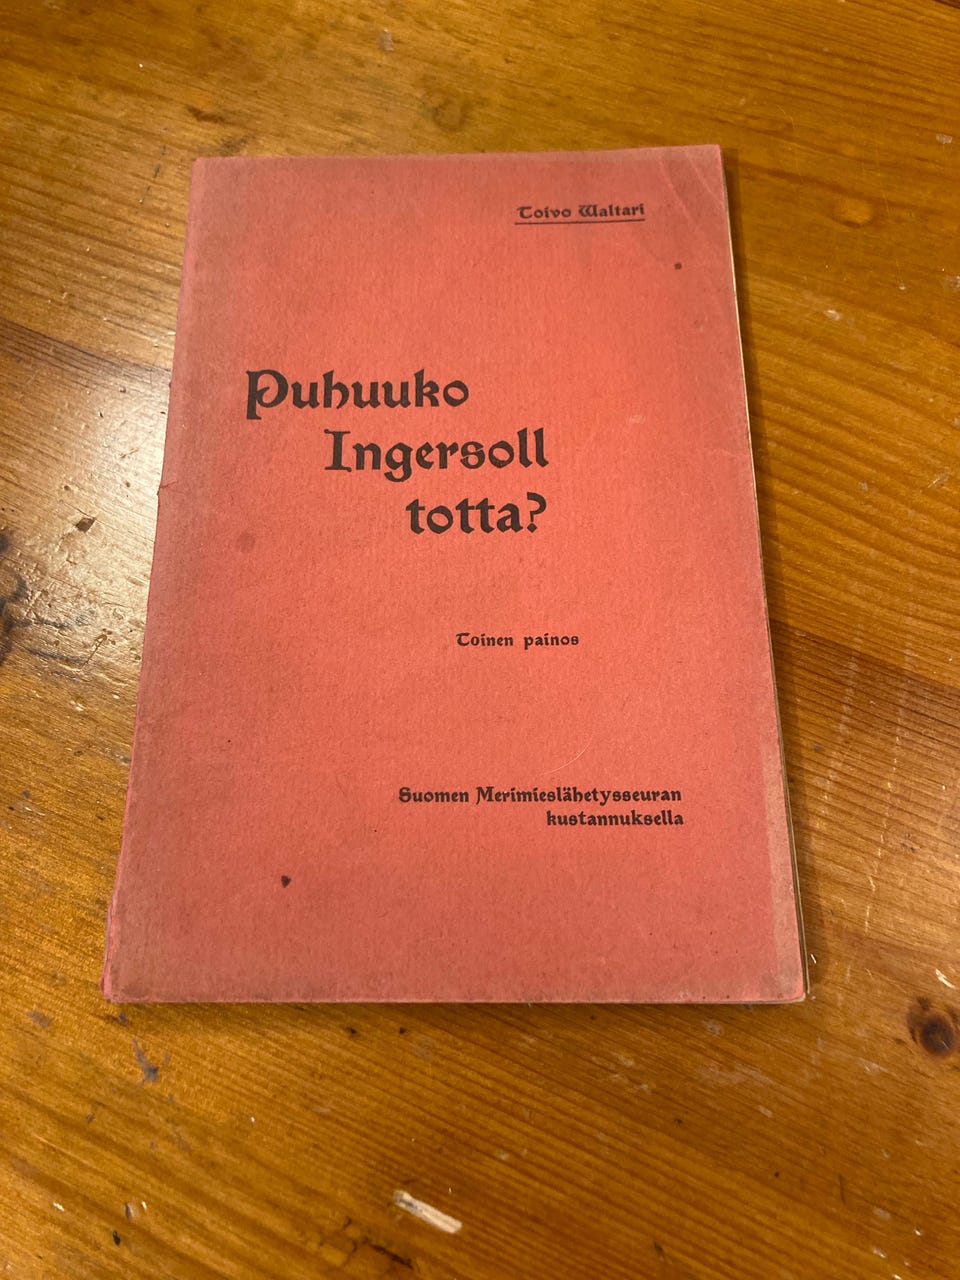 Toivo Waltari
Puhuuko
Ingersoll
totta?
Toinen painos
Suomen Merimieslähetysseuran
kustannuksella